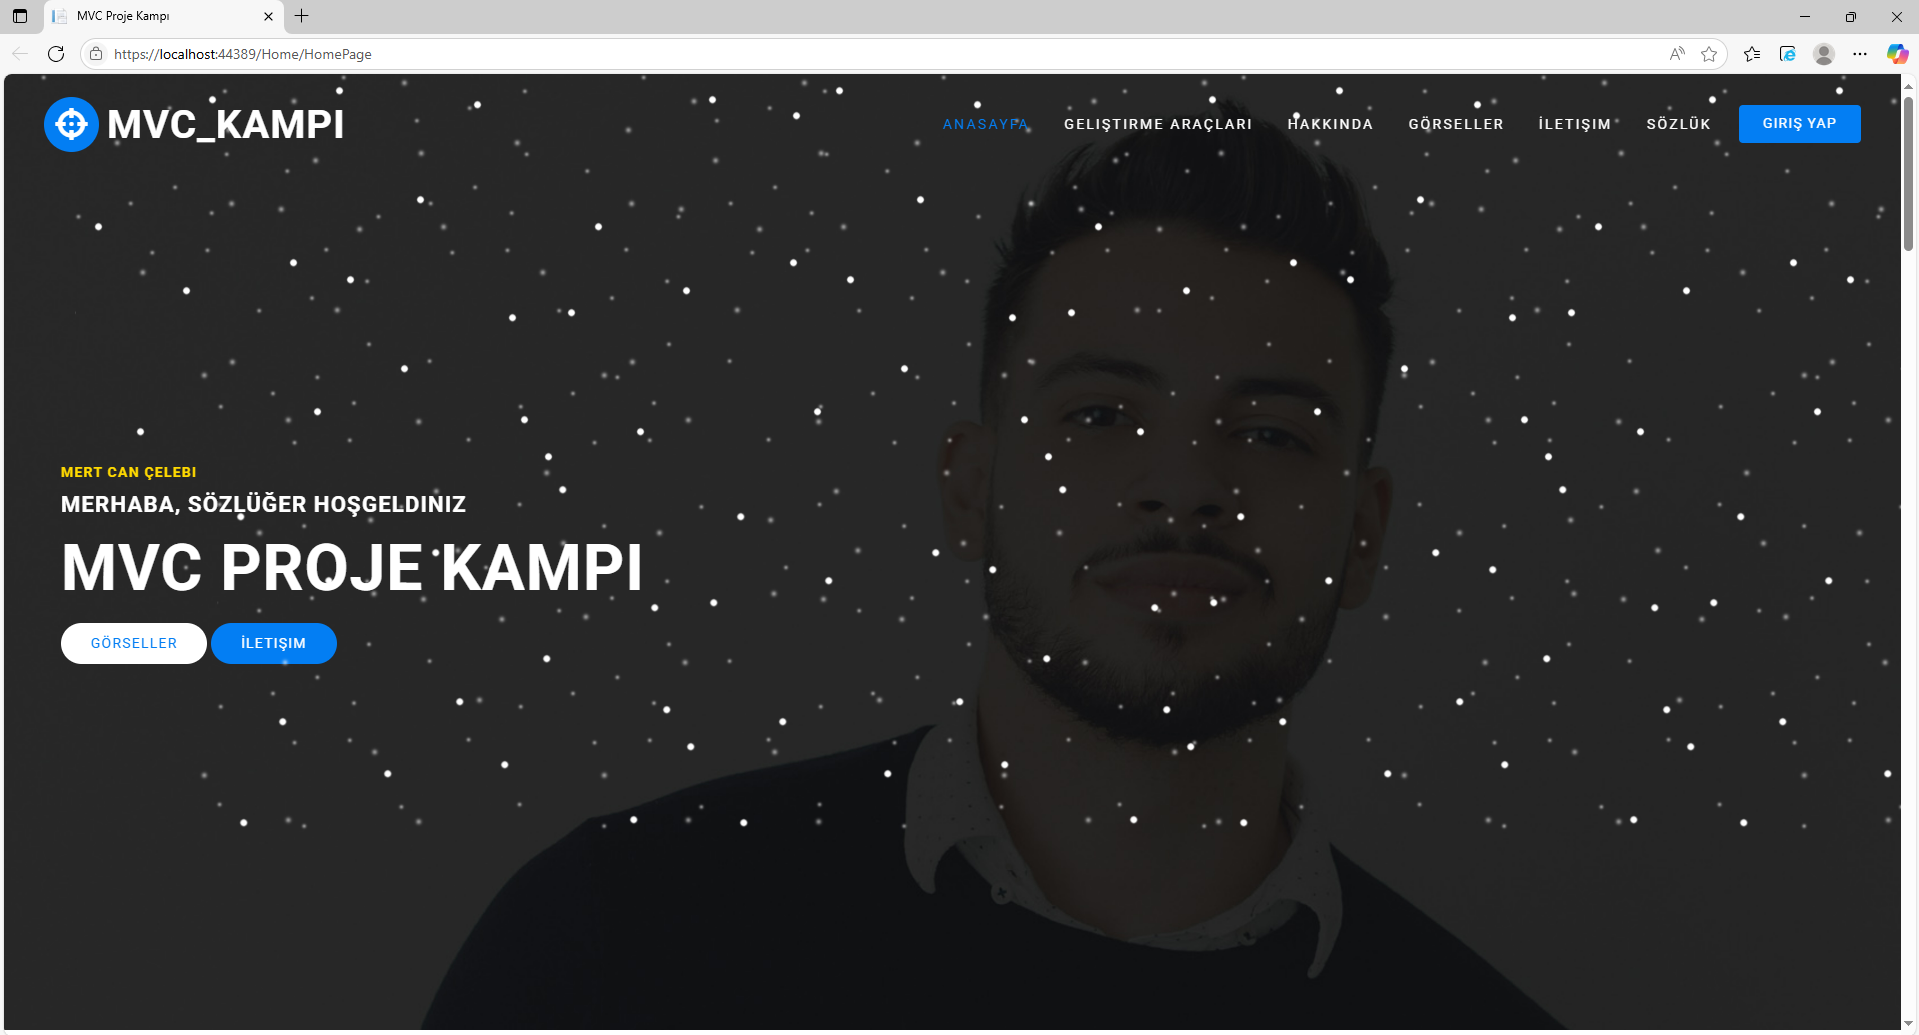 MVC Proje Kampı
https://localhost:44389/Home/HomePage
MVC_KAMPI
ANASAYFA
GELIŞTIRME ARAÇLARI
HAKKINDA
GÖRSELLER
İLETIŞIM
SÖZLÜK
GIRIŞ YAP
MERT CAN ÇELEBI
MERHABA, SÖZLÜĞER HOŞGELDINIZ
MVC PROJE KAMPI
GÖRSELLER
İLETIŞIM